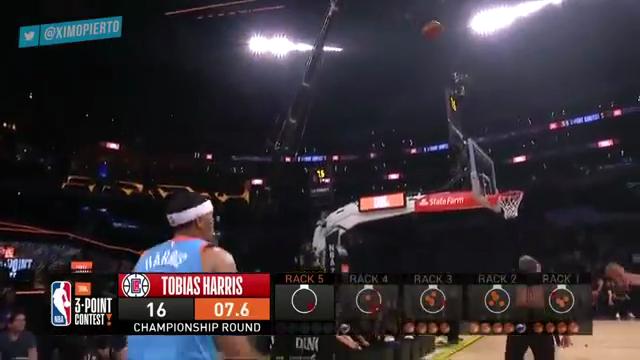 @XIMOPIERTO
State Farm
HARRIS
NBA
JBL
3-POINT
CONTEST
TOBIAS HARRIS
16 07.6
CHAMPIONSHIP ROUND
RACK 5 RACK 4 RACK 3 RACK 2 RACK 1